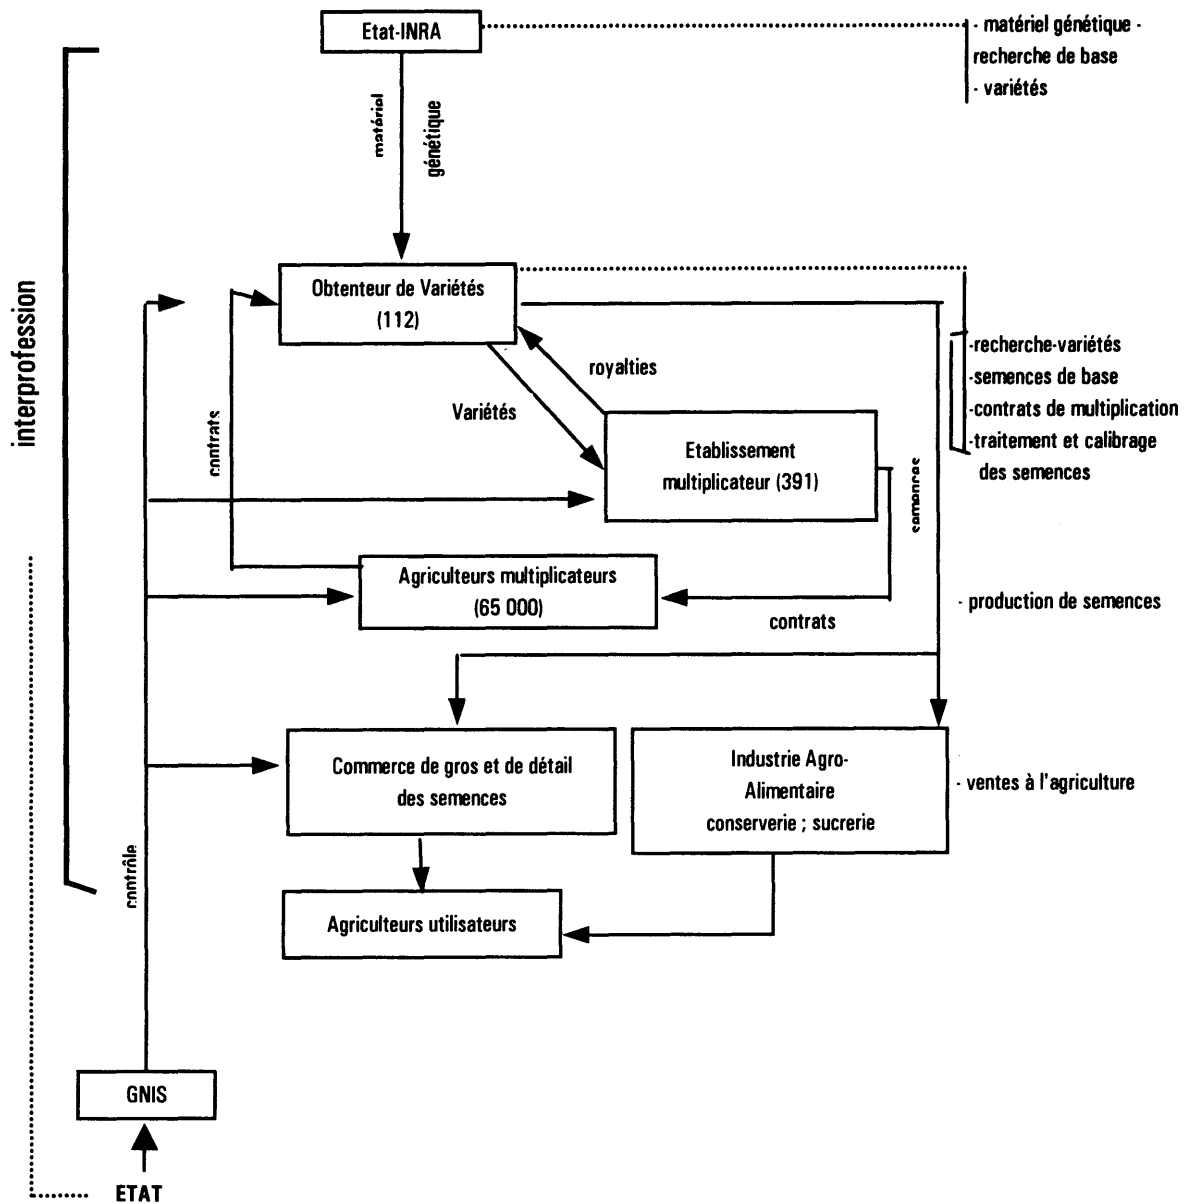 Etat-INRA
- matériel génétique -
recherche de base
- variétés
matériel
génétique
interprofession
Obtenteur de Variétés
(112)
royalties
-recherche-variétés
-semences de base
-contrats de multiplication
-traitement et calibrage
des semences
Variétés
contrats
Etablissement
multiplicateur (391)
semences
Agriculteurs multiplicateurs
(65 000)
contrats
- production de semences
Commerce de gros et de détail
des semences
Industrie Agro-
Alimentaire
conserverie ; sucrerie
- ventes à l'agriculture
contrôle
Agriculteurs utilisateurs
GNIS
ETAT